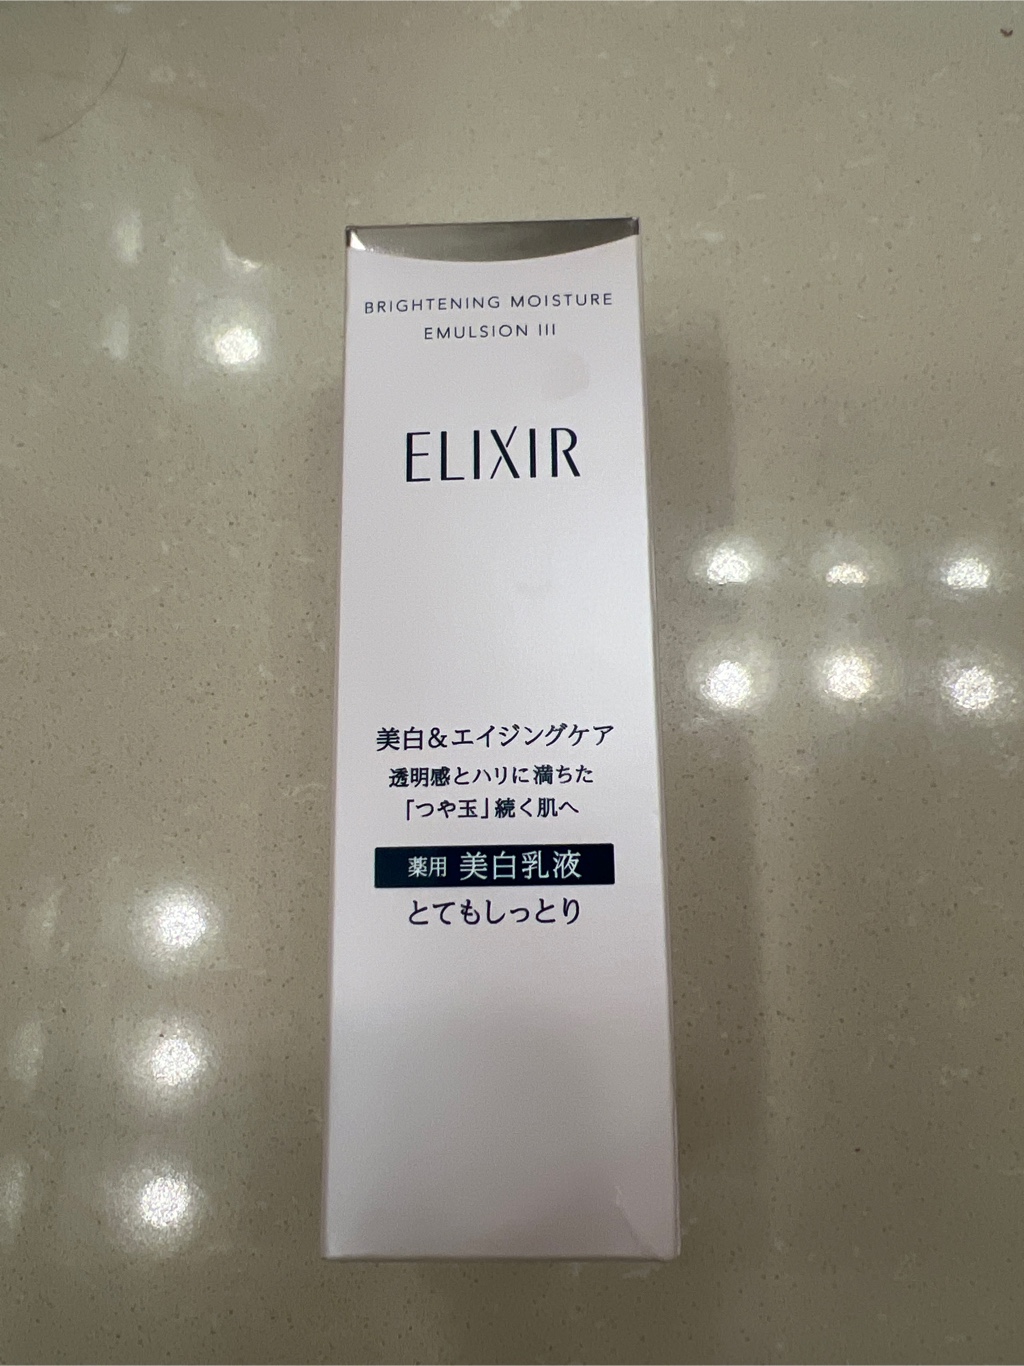 BRIGHTENING MOISTURE
EMULSION III
ELIXIR
美白&エイジングケア
透明感とハリに満ちた
「つや玉」続く肌へ
薬用 美白乳液
とてもしっとり